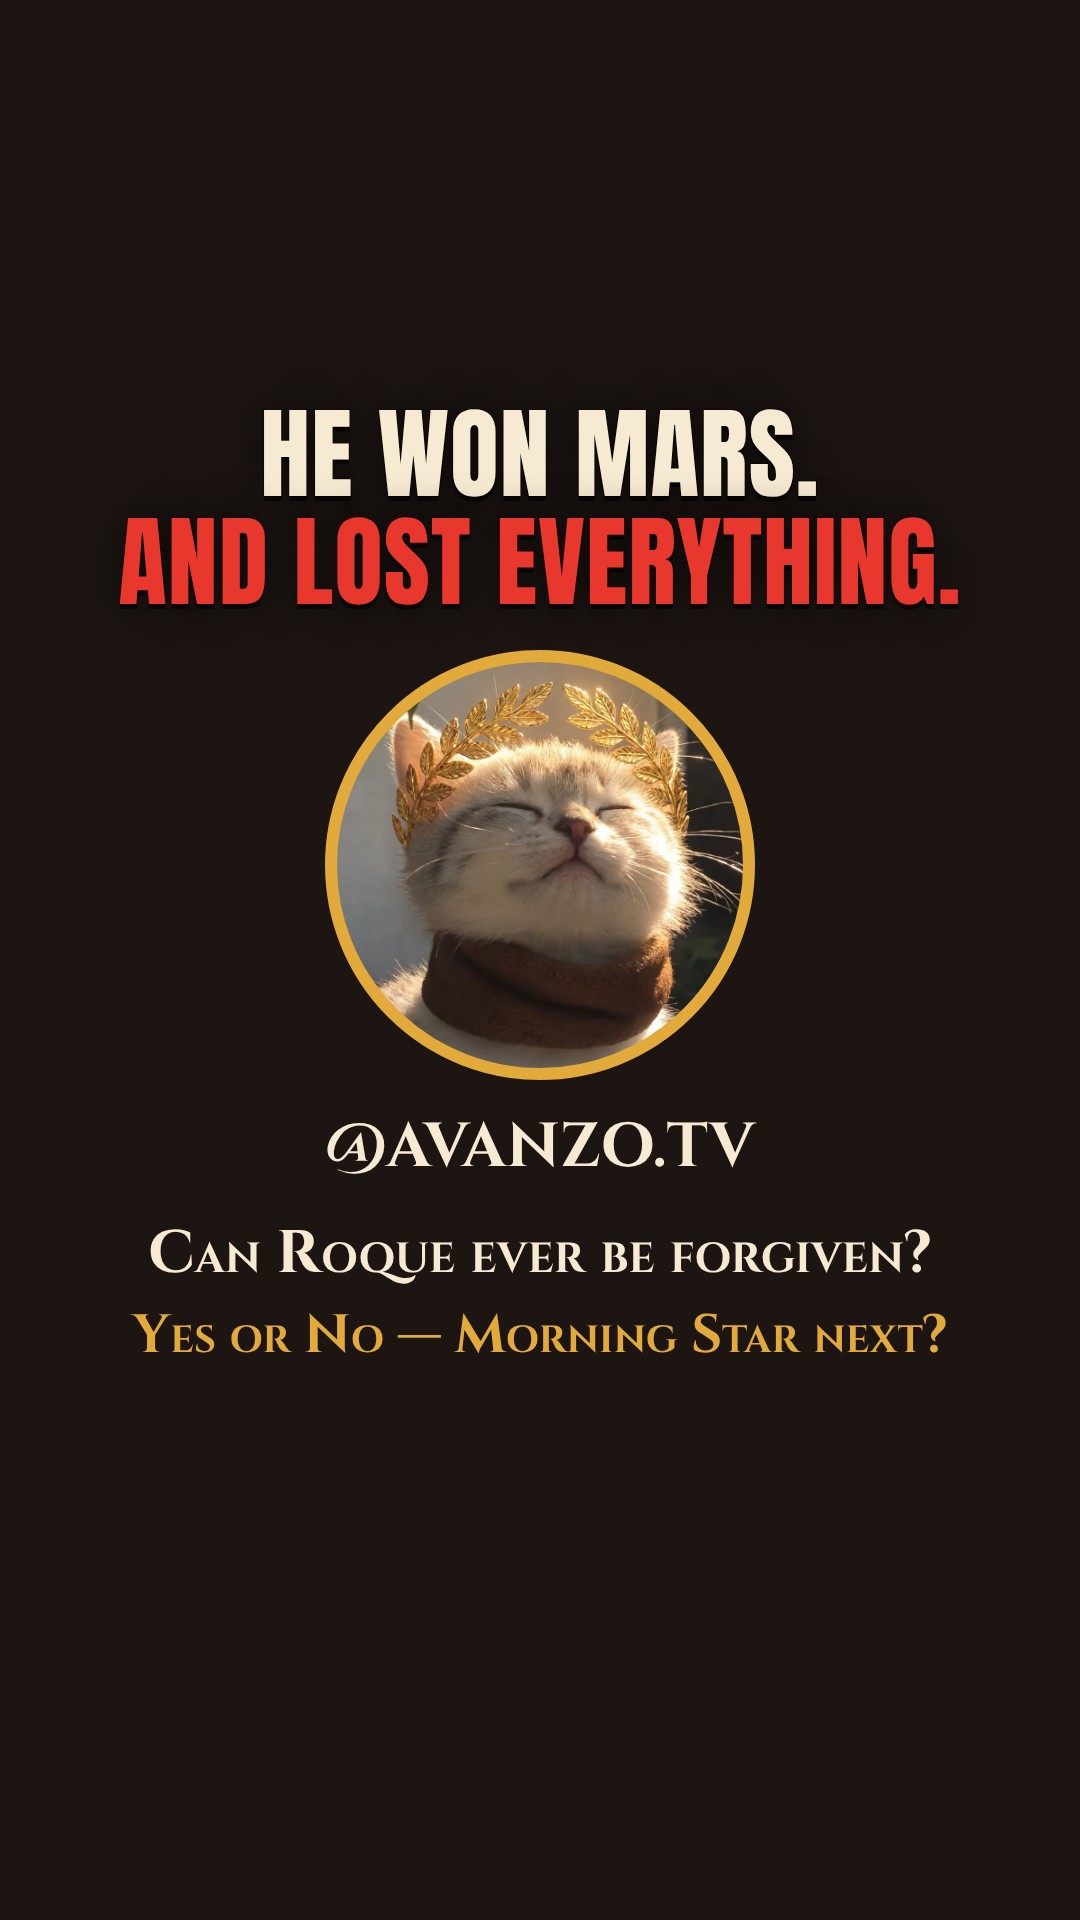 HE WON MARS.
AND LOST EVERYTHING.
@AVANZO.TV
Can Roque ever be forgiven?
Yes or No — Morning Star next?